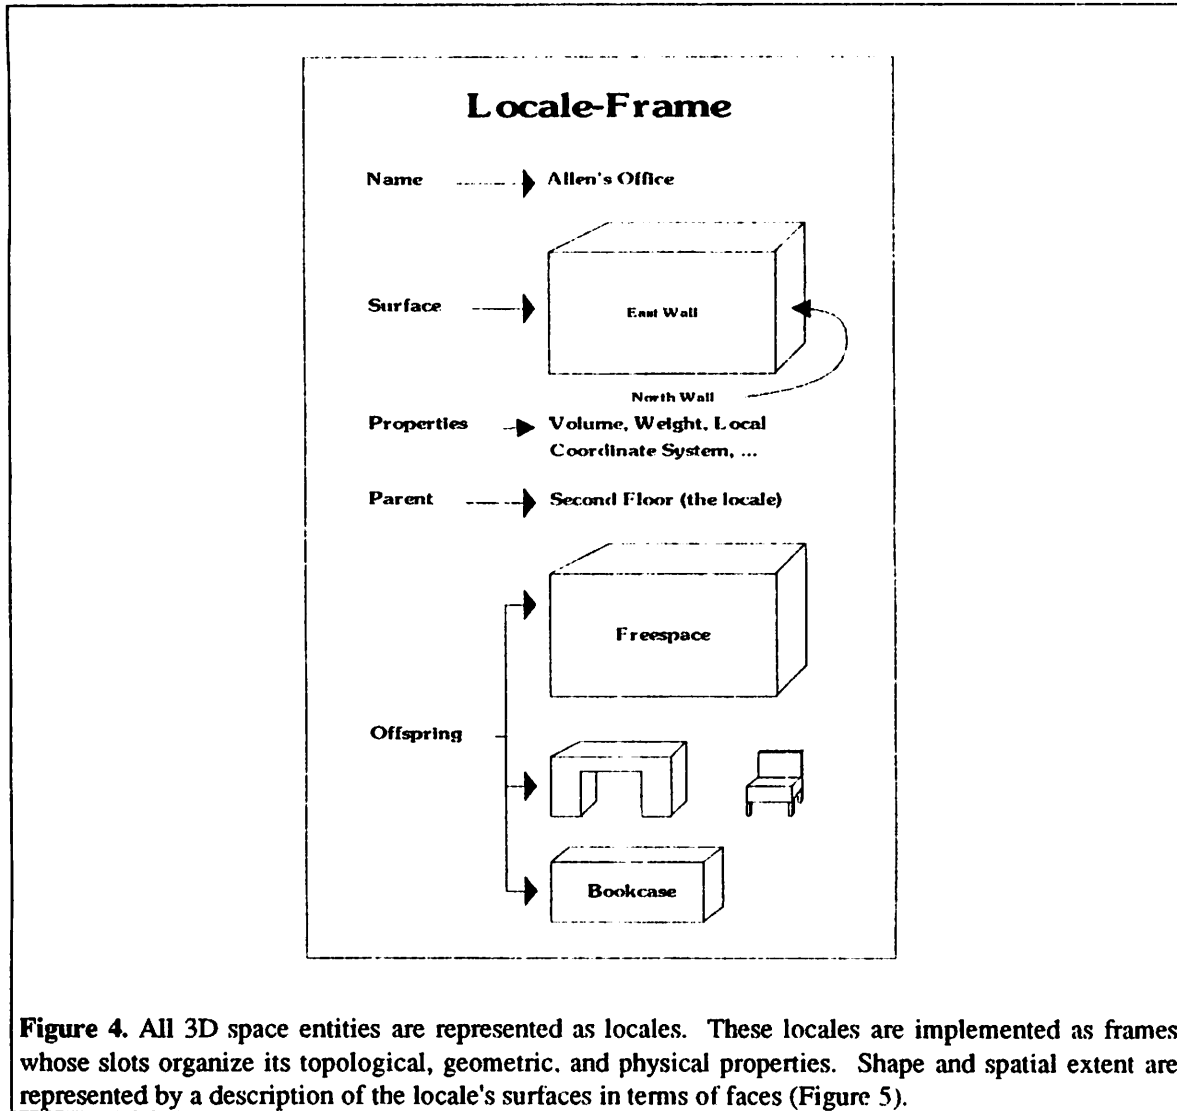 Locale-Frame
Name Allen's Office
Surface East Wall
North Wall
Properties Volume, Weight, Local
Coordinate System, ...
Parent Second Floor (the locale)
Freespace
Offspring
Bookcase
Figure 4. All 3D space entities are represented as locales. These locales are implemented as frames
whose slots organize its topological, geometric, and physical properties. Shape and spatial extent are
represented by a description of the locale's surfaces in terms of faces (Figure 5).